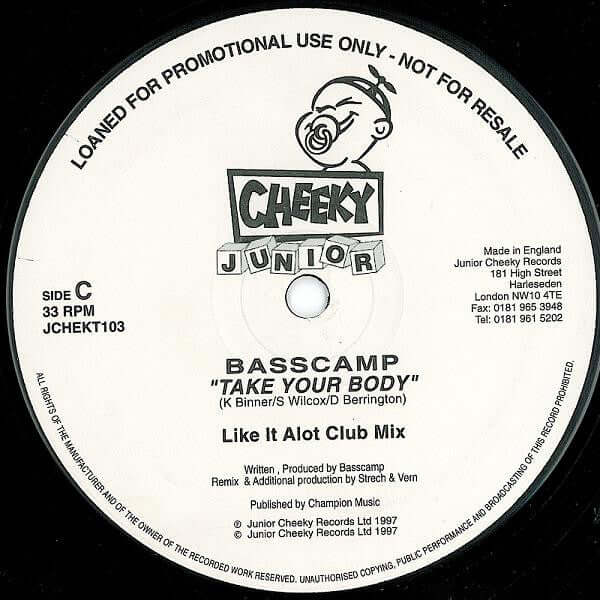 LOANED FOR PROMOTIONAL USE ONLY - NOT FOR RESALE
CHEEKY
JUNIOR
SIDE C
33 RPM
JCHEKT103
Made in England
Junior Cheeky Records
181 High Street
Harleseden
London NW10 4TE
Fax: 0181 965 3948
Tel: 0181 961 5202
BASSCAMP
"TAKE YOUR BODY"
(K Binner/S Wilcox/D Berrington)
Like It Alot Club Mix
Written , Produced by Basscamp
Remix & Additional production by Strech & Vern
Published by Champion Music
℗ Junior Cheeky Records Ltd 1997
© Junior Cheeky Records Ltd 1997
ALL RIGHTS OF THE MANUFACTURER AND OF THE OWNER OF THE RECORDED WORK RESERVED. UNAUTHORISED COPYING, PUBLIC PERFORMANCE AND BROADCASTING OF THIS RECORD PROHIBITED.